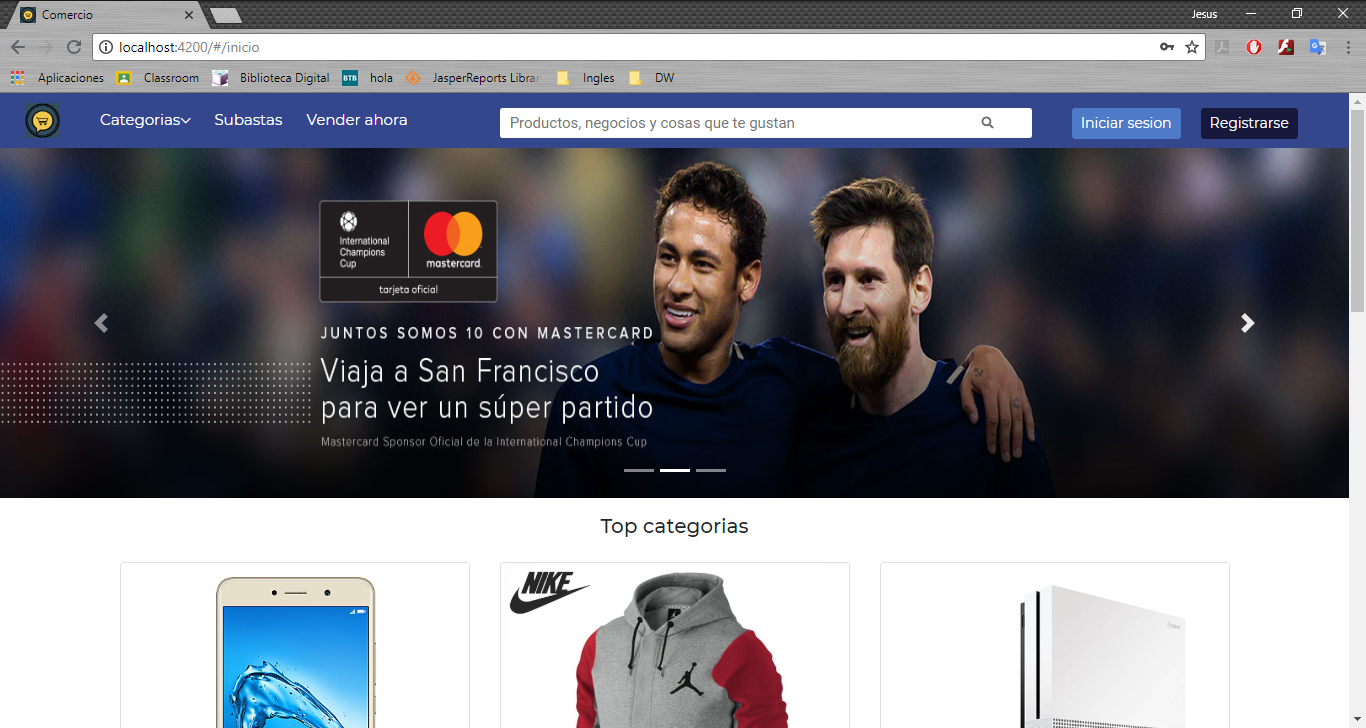 Comercio
Jesus
localhost:4200/#/inicio
Aplicaciones
Classroom
Biblioteca Digital
BTB
hola
JasperReports Librar
Ingles
DW
Categorias
Subastas
Vender ahora
Productos, negocios y cosas que te gustan
Iniciar sesion
Registrarse
International
Champions
Cup
mastercard.
tarjeta oficial
JUNTOS SOMOS 10 CON MASTERCARD
Viaja a San Francisco
para ver un súper partido
Mastercard Sponsor Oficial de la International Champions Cup
Top categorias
NIKE